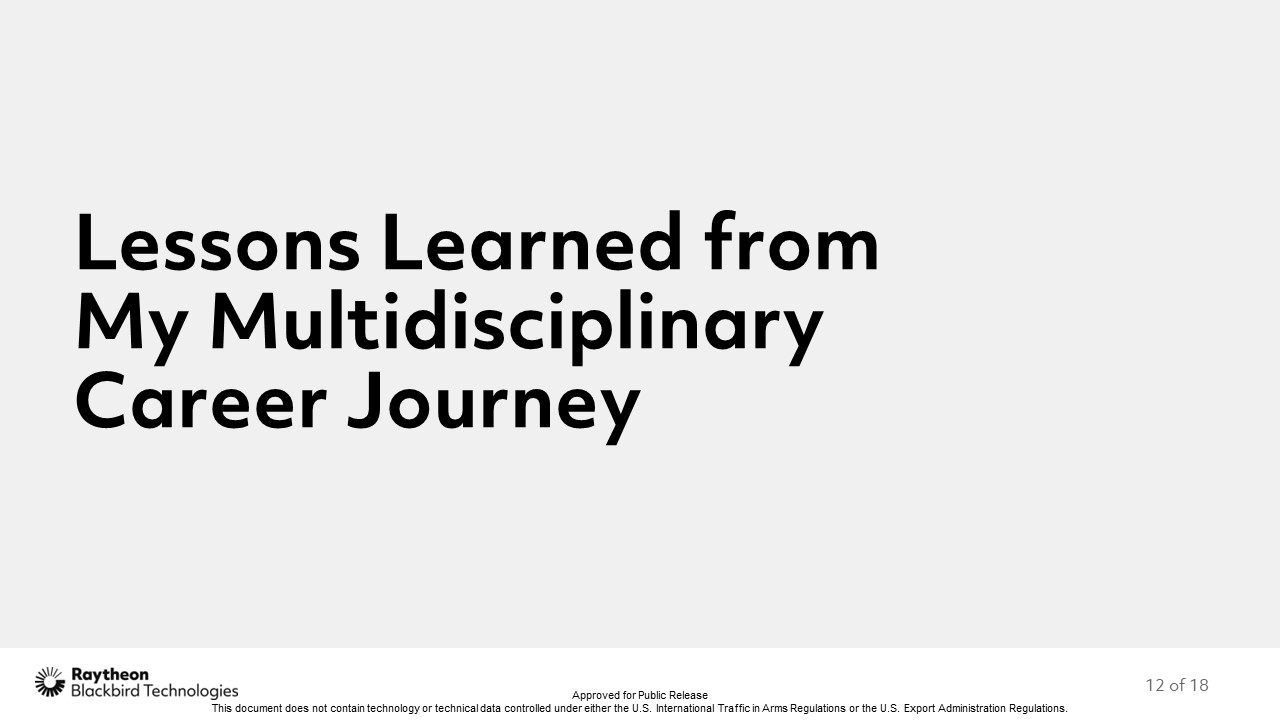 Lessons Learned from
My Multidisciplinary
Career Journey
Raytheon
Blackbird Technologies
12 of 18
Approved for Public Release
This document does not contain technology or technical data controlled under either the U.S. International Traffic in Arms Regulations or the U.S. Export Administration Regulations.